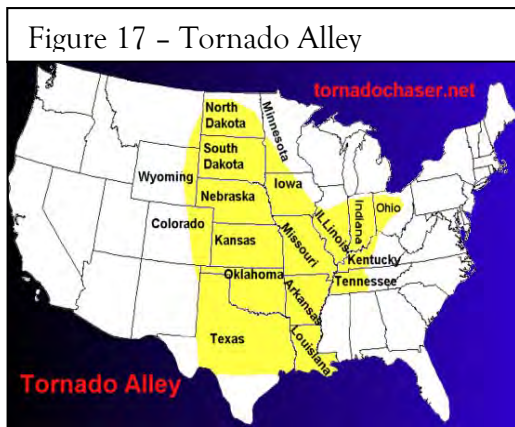 Figure 17 – Tornado Alley
tornadochaser.net
North
Dakota
Minnesota
South
Dakota
Wyoming
Iowa
Nebraska
Ohio
Indiana
ILLinois
Colorado
Kansas
Missouri
Kentucky
Oklahoma
Tennessee
Arkansas
Texas
Louisiana
Tornado Alley